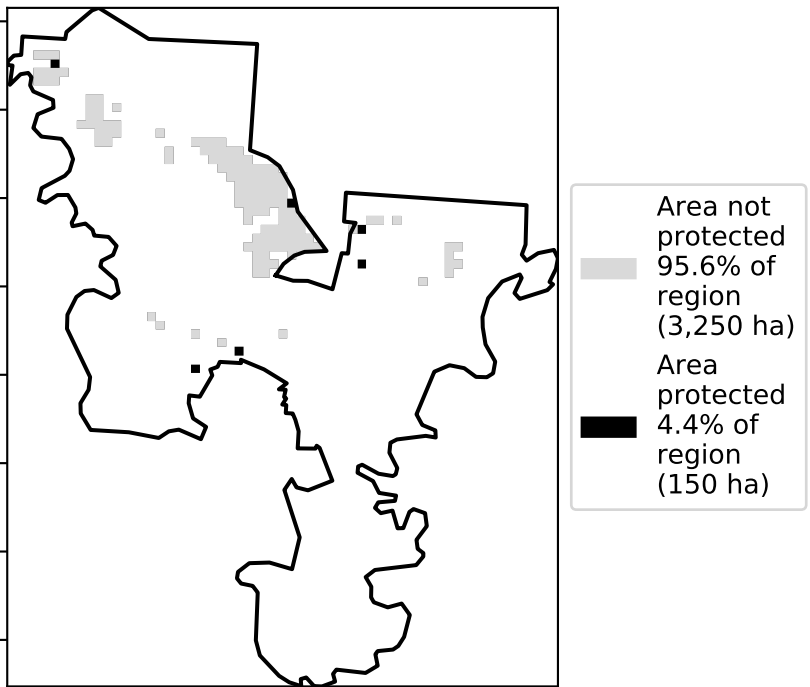 Area not
protected
95.6% of
region
(3,250 ha)
Area
protected
4.4% of
region
(150 ha)